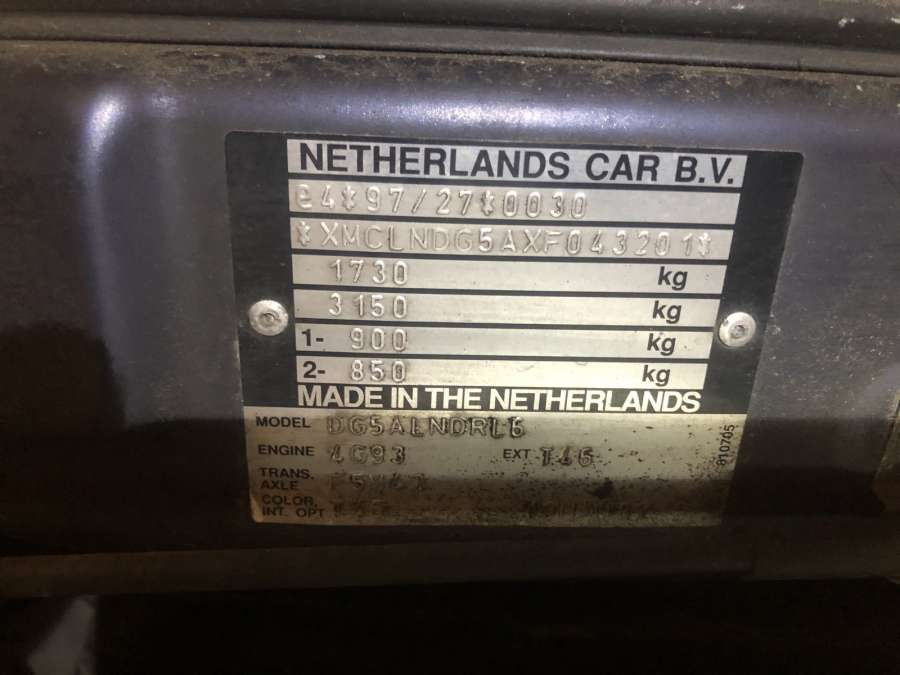 NETHERLANDS CAR B.V.
e4*97/27*0030
*XMCLNDG5AXF043201*
1730 kg
3150 kg
1- 900 kg
2- 850 kg
MADE IN THE NETHERLANDS
MODEL DG5ALNDRL6
ENGINE 4G93 EXT T46
TRANS.
AXLE
COLOR,
INT. OPT
810705